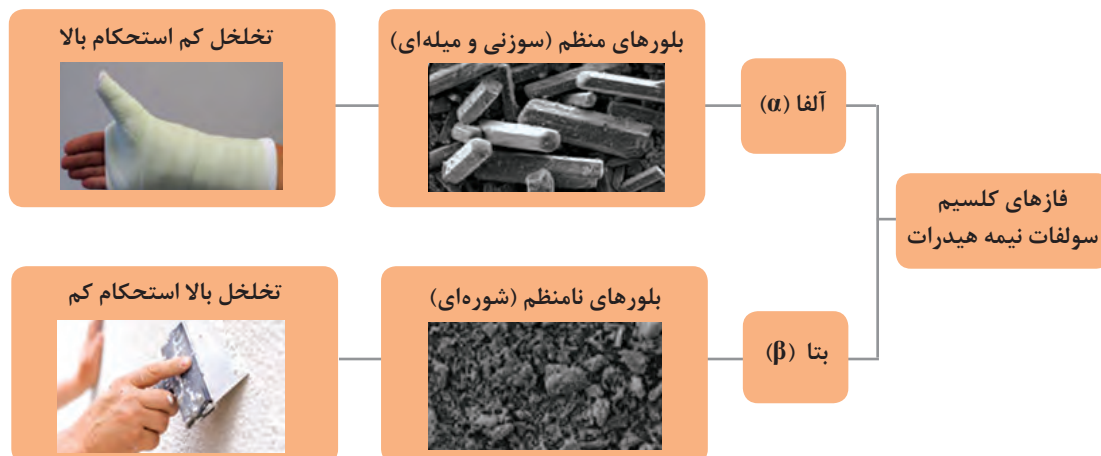 فازهای کلسیم
سولفات نیمه هیدرات
آلفا (α)
بلورهای منظم (سوزنی و میله‌ای)
تخلخل کم استحکام بالا
بتا (β)
بلورهای نامنظم (شوره‌ای)
تخلخل بالا استحکام کم